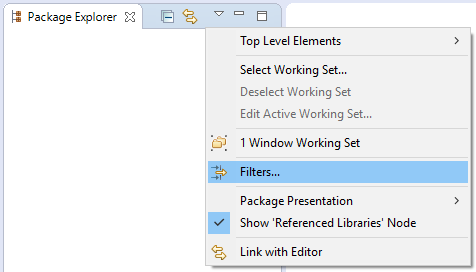 Package Explorer
Top Level Elements
Select Working Set...
Deselect Working Set
Edit Active Working Set...
1 Window Working Set
Filters...
Package Presentation
Show 'Referenced Libraries' Node
Link with Editor